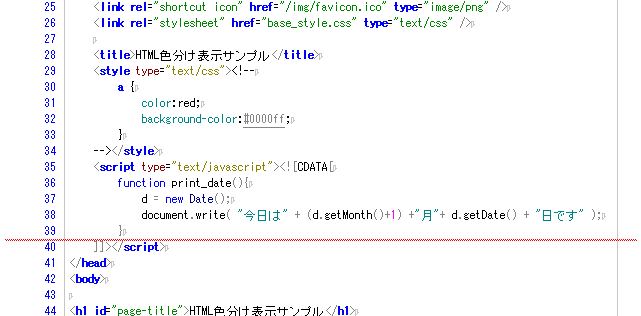 25 <link rel="shortcut icon" href="/img/favicon.ico" type="image/png" />
26 <link rel="stylesheet" href="base_style.css" type="text/css" />
27
28 <title>HTML色分け表示サンプル</title>
29 <style type="text/css"><!--
30 a {
31 color:red;
32 background-color:#0000ff;
33 }
34 --></style>
35 <script type="text/javascript"><![CDATA[
36 function print_date(){
37 d = new Date();
38 document.write( "今日は" + (d.getMonth()+1) +"月"+ d.getDate() + "日です" );
39 }
40 ]]></script>
41 </head>
42 <body>
43
44 <h1 id="page-title">HTML色分け表示サンプル</h1>